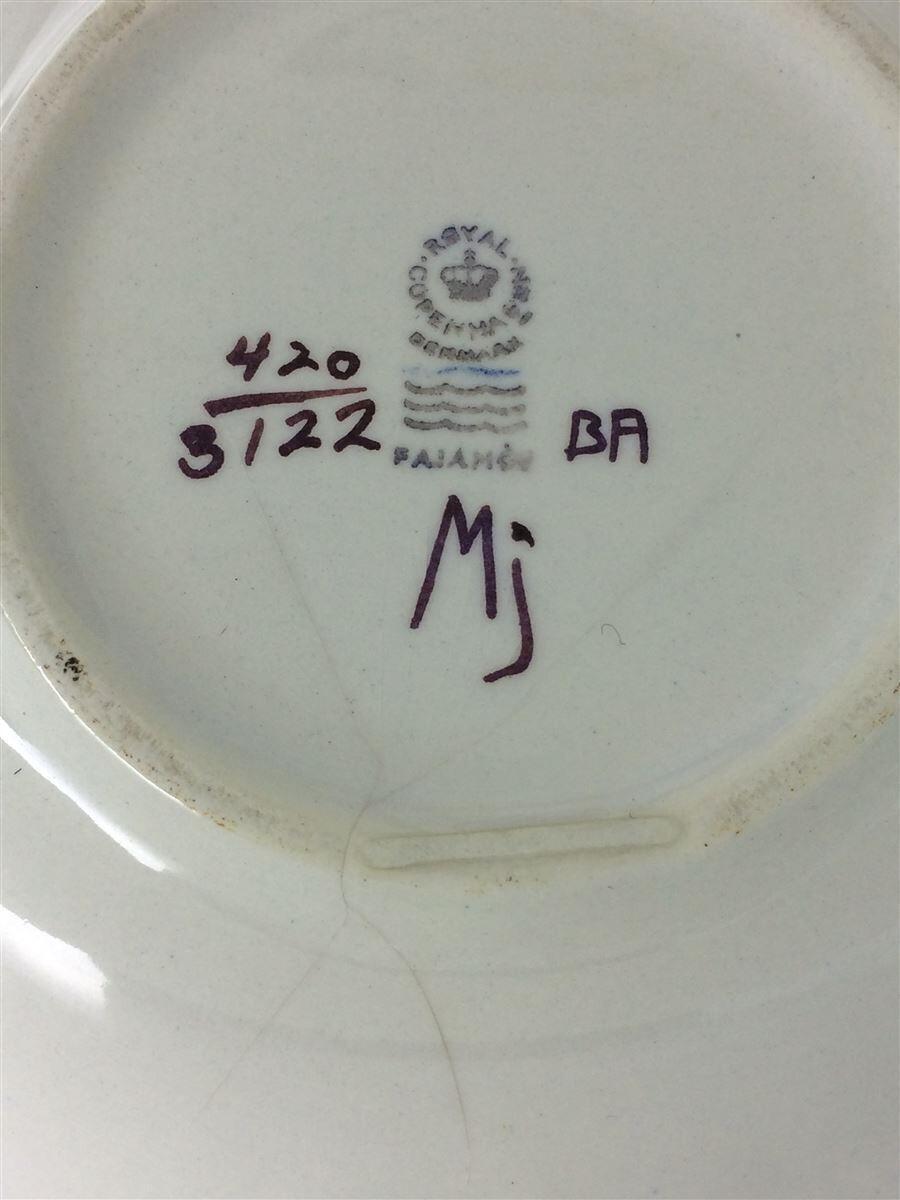 ROYAL COPENHAGEN
DENMARK
FAJANCE
420
3122
BA
Mj